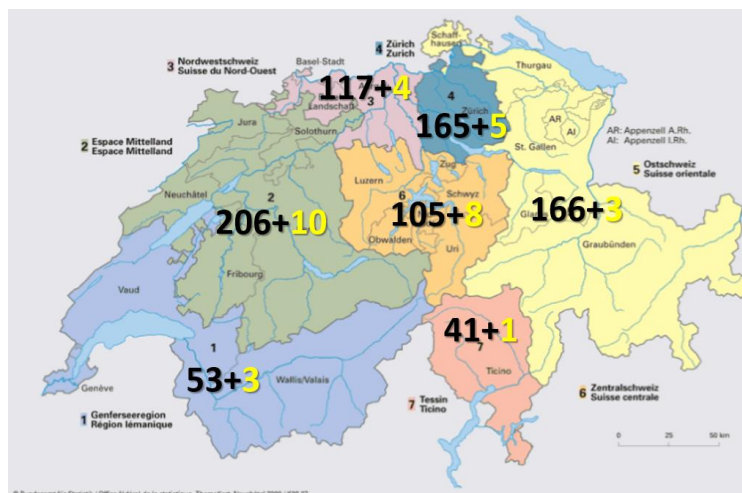 Schaff-
hausen
4 Zürich
Zurich
3 Nordwestschweiz
Suisse du Nord-Ouest
Basel-Stadt
Thurgau
117+4
3
Landschaft
4
Zürich
165+5
Jura
Solothurn
AR
AI
AR: Appenzell A.Rh.
AI: Appenzell I.Rh.
St. Gallen
2 Espace Mittelland
Espace Mittelland
Zug
5 Ostschweiz
Suisse orientale
Luzern
Neuchâtel
2
6
Schwyz
206+10
105+8
166+3
Obwalden
Uri
Graubünden
Fribourg
Vaud
41+1
7
1
53+3
Wallis/Valais
Ticino
Genève
6 Zentralschweiz
Suisse centrale
7 Tessin
Ticino
1 Genferseeregion
Région lémanique
0 25 50 km